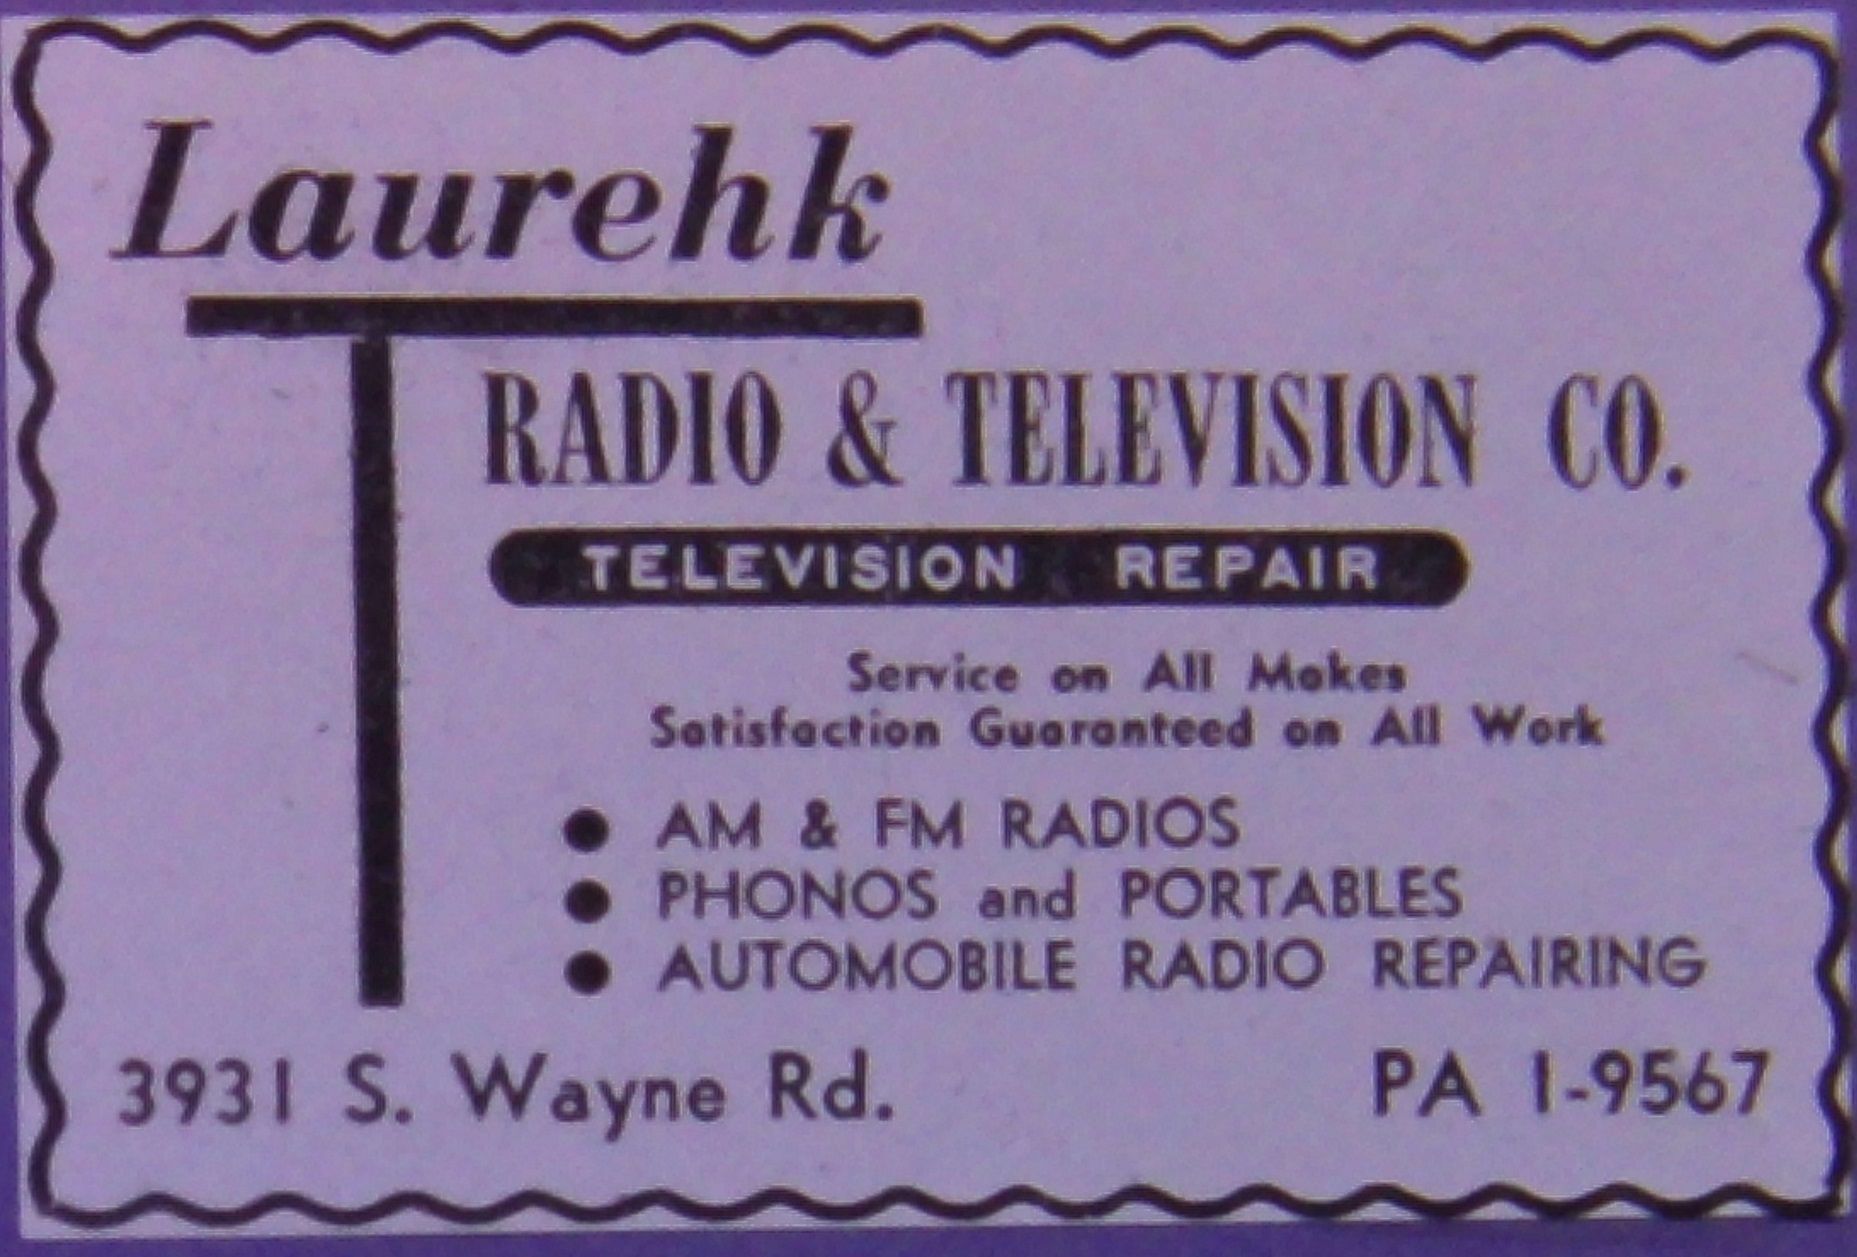 Laurehk
RADIO & TELEVISION CO.
TELEVISION REPAIR
Service on All Makes
Satisfaction Guaranteed on All Work
● AM & FM RADIOS
● PHONOS and PORTABLES
● AUTOMOBILE RADIO REPAIRING
3931 S. Wayne Rd. PA 1-9567